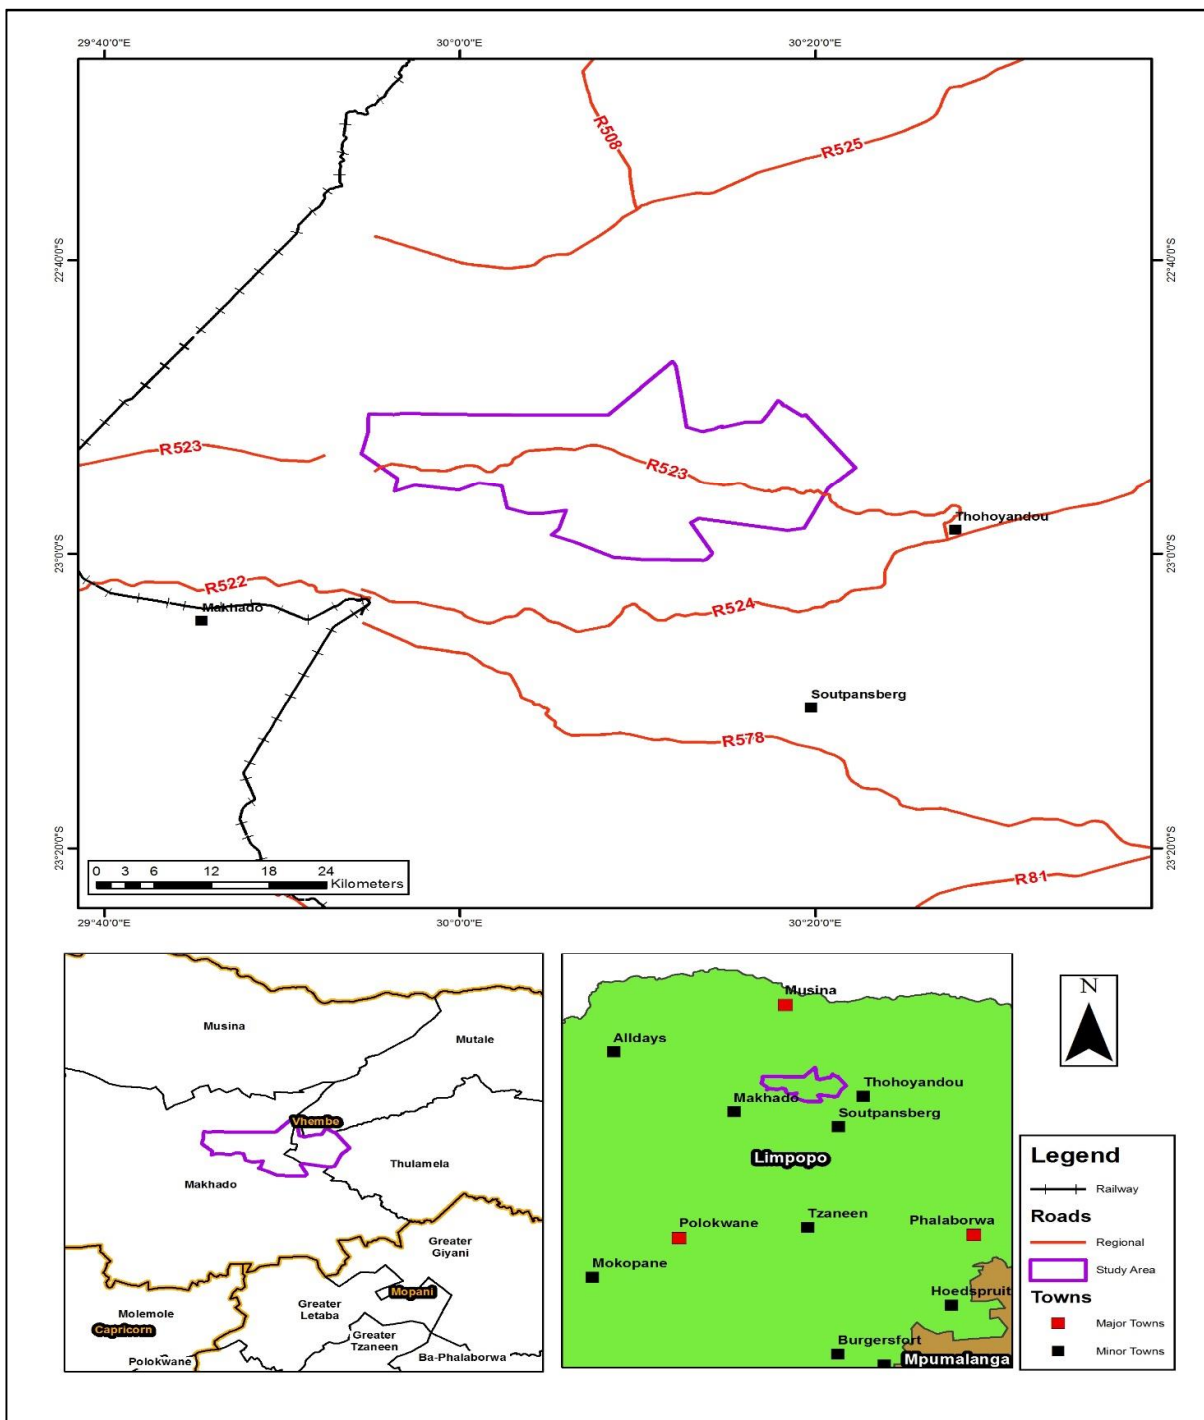 29°40'0"E
30°0'0"E
30°20'0"E
R508
R525
22°40'0"S
22°40'0"S
R523
R523
Thohoyandou
23°0'0"S
23°0'0"S
R522
Makhado
R524
Soutpansberg
R578
23°20'0"S
23°20'0"S
0 3 6 12 18 24
Kilometers
R81
29°40'0"E
30°0'0"E
30°20'0"E
Musina
Mutale
Vhembe
Thulamela
Makhado
Greater
Giyani
Mopani
Molemole
Capricorn
Greater
Letaba
Greater
Tzaneen
Polokwane
Ba-Phalaborwa
Musina
Alldays
Thohoyandou
Makhado
Soutpansberg
Limpopo
Tzaneen
Polokwane
Phalaborwa
Mokopane
Hoedspruit
Burgersfort
Mpumalanga
N
Legend
Railway
Roads
Regional
Study Area
Towns
Major Towns
Minor Towns